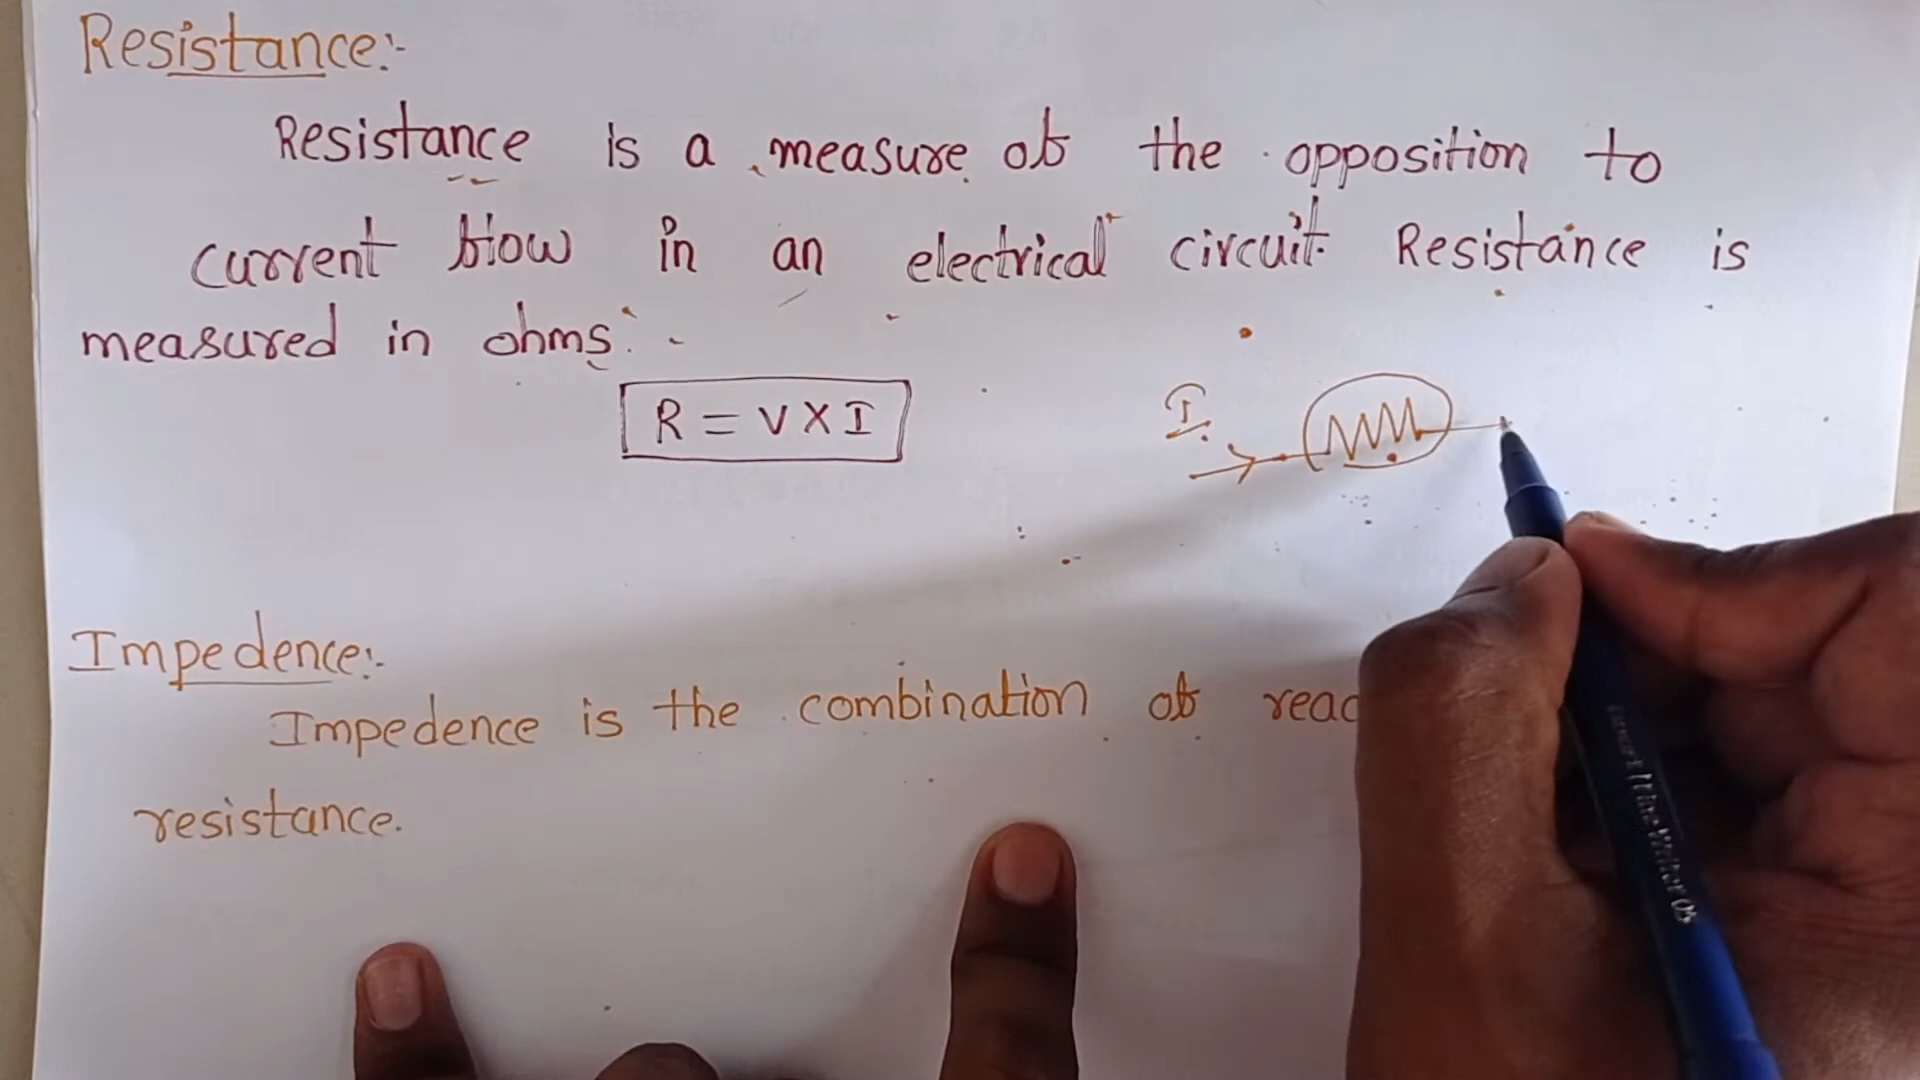 Resistance:-
Resistance is a measure of the opposition to
current flow in an electrical circuit. Resistance is
measured in ohms.
R = V X I
I
Impedence:-
Impedence is the combination of reac
resistance.